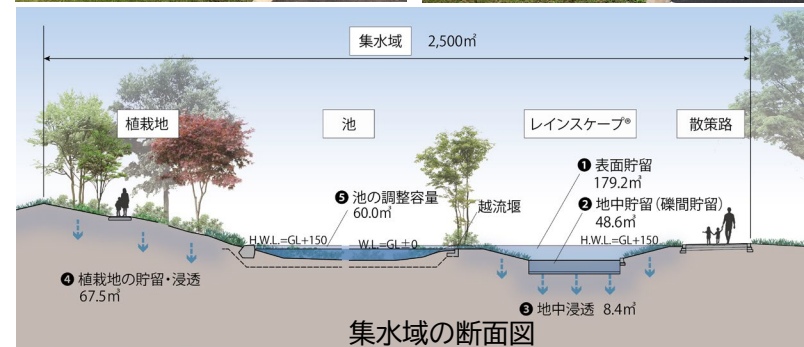 集水域 2,500㎡
植栽地
池
レインスケープ®
散策路
❶ 表面貯留
179.2㎥
❺ 池の調整容量
60.0㎥
越流堰
❷ 地中貯留（礫間貯留）
48.6㎥
H.W.L.=GL+150
W.L.=GL±0
H.W.L.=GL+150
❹ 植栽地の貯留・浸透
67.5㎥
❸ 地中浸透 8.4㎥
集水域の断面図